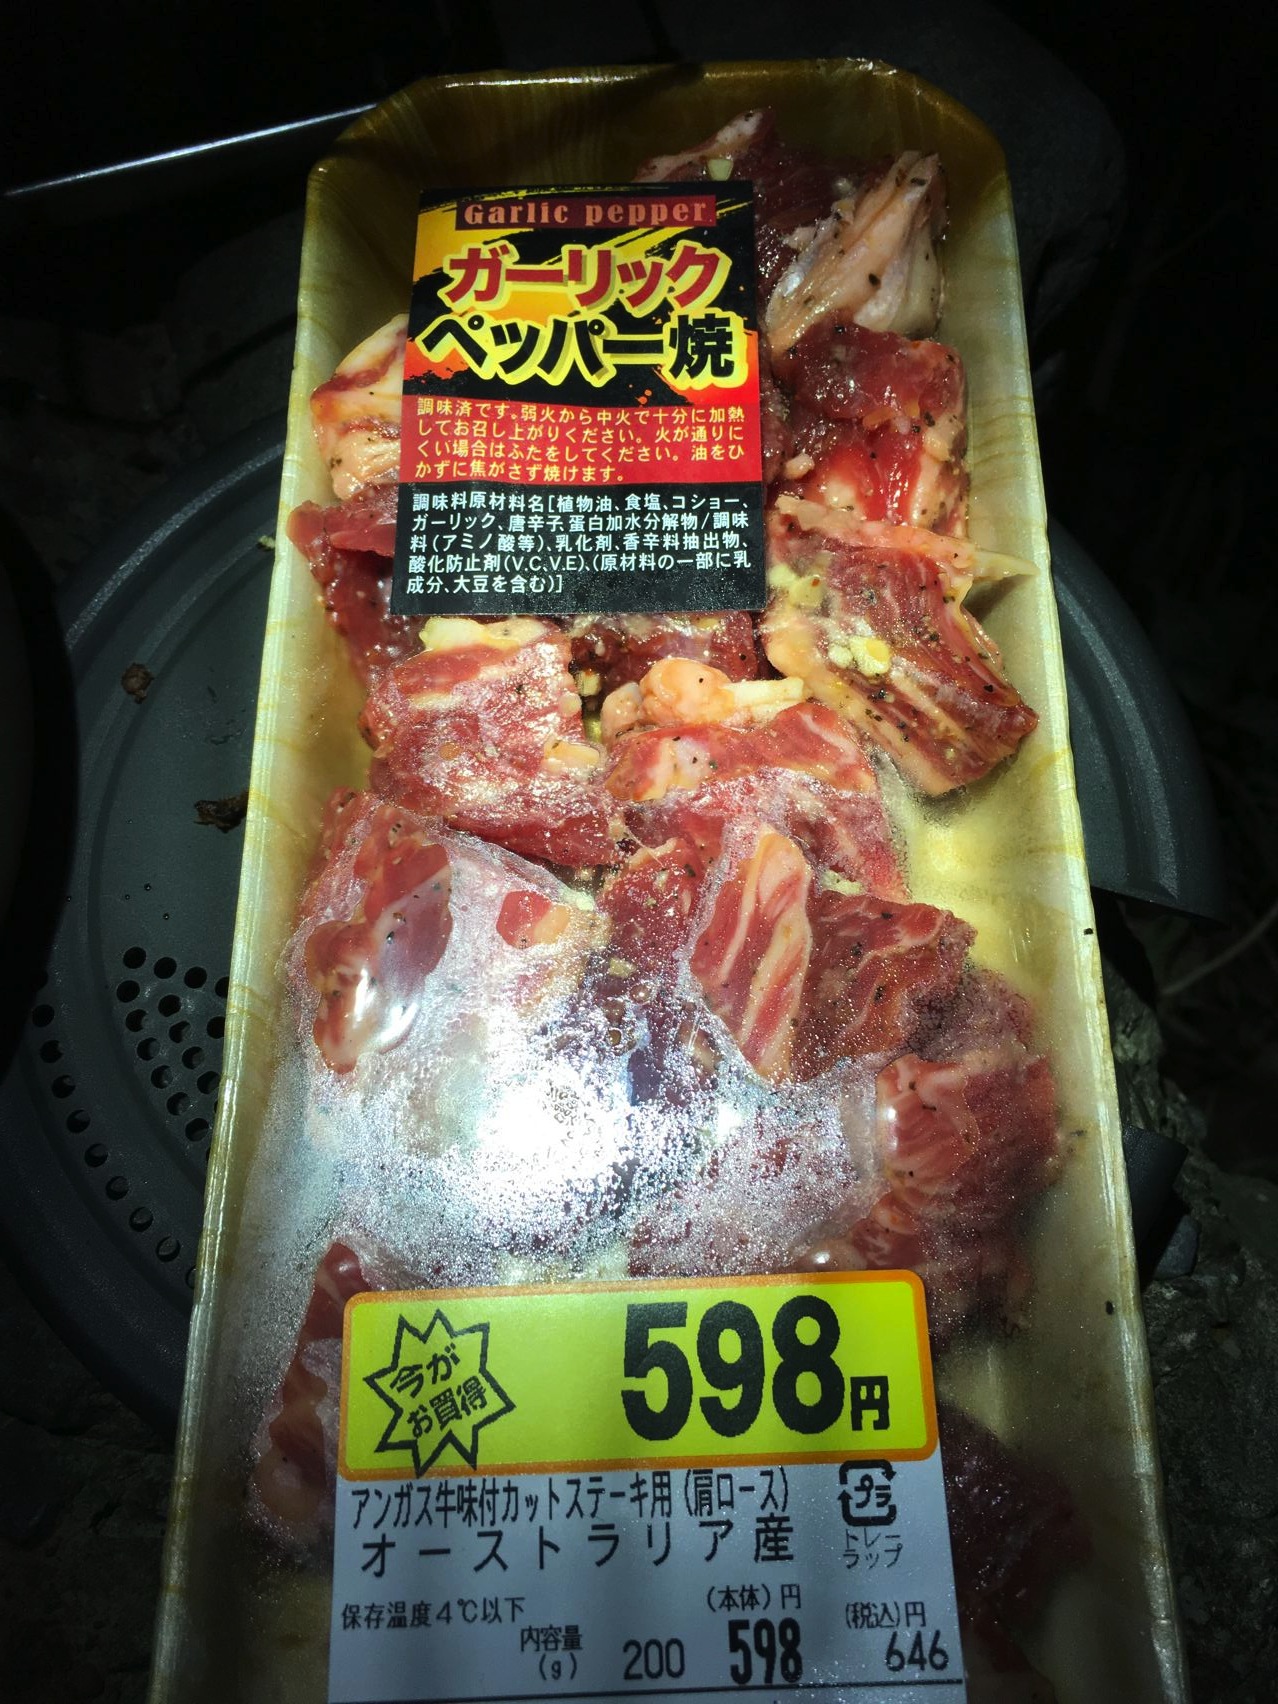 Garlic pepper
ガーリック
ペッパー焼
調味済です。弱火から中火で十分に加熱
してお召し上がりください。火が通りに
くい場合はふたをしてください。油をひ
かずに焦がさず焼けます。
調味料原材料名[植物油、食塩、コショー、
ガーリック、唐辛子、蛋白加水分解物/調味
料(アミノ酸等)、乳化剤、香辛料抽出物、
酸化防止剤(V.C、V.E)、(原材料の一部に乳
成分、大豆を含む)]
今が
お買得
598円
アンガス牛味付カットステーキ用(肩ロース)
オーストラリア産
プラ
トレー
ラップ
保存温度4℃以下
(本体)円
(税込)円
内容量
(g)
200
598
646